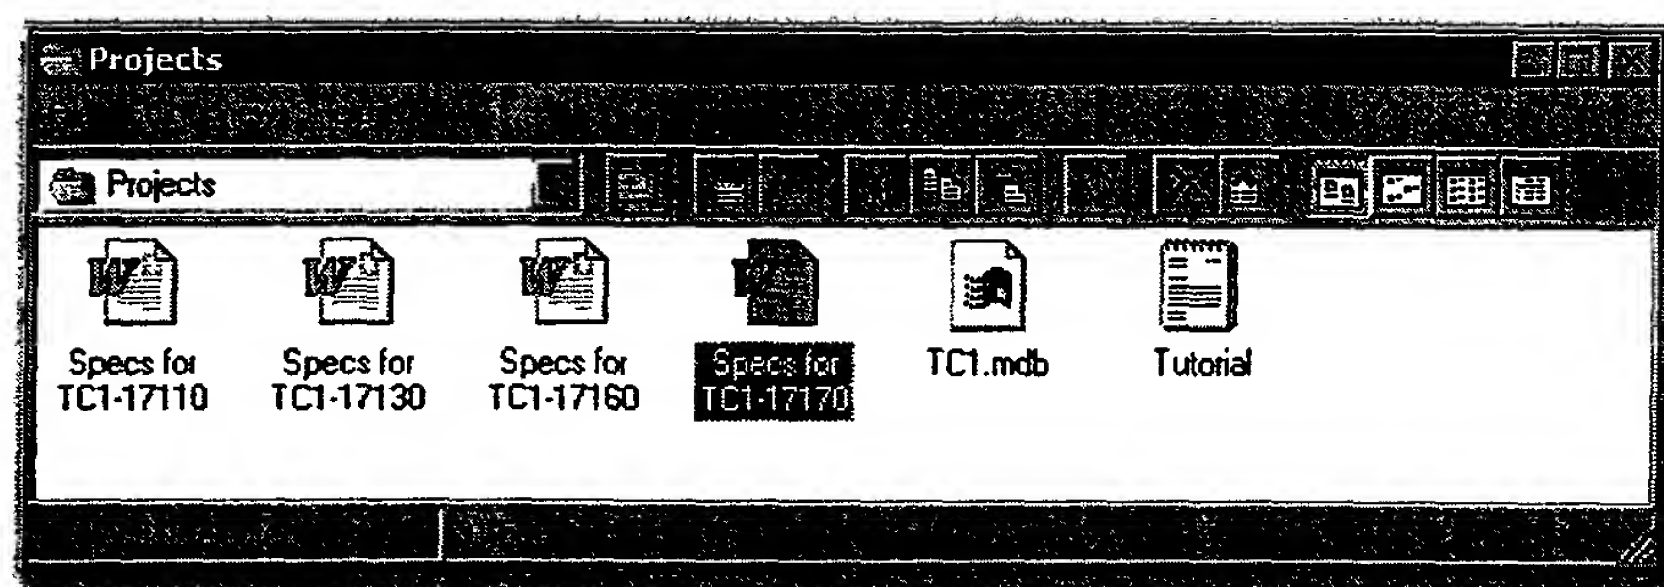 Projects
Projects
Specs for
TC1-17110
Specs for
TC1-17130
Specs for
TC1-17160
Specs for
TC1-17170
TC1.mdb
Tutorial